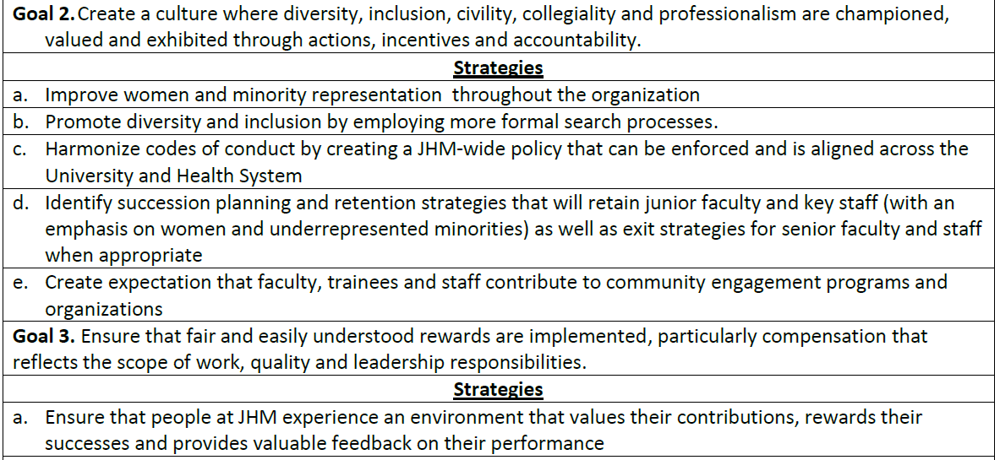 Goal 2. Create a culture where diversity, inclusion, civility, collegiality and professionalism are championed,
valued and exhibited through actions, incentives and accountability.
Strategies
a. Improve women and minority representation  throughout the organization
b. Promote diversity and inclusion by employing more formal search processes.
c. Harmonize codes of conduct by creating a JHM-wide policy that can be enforced and is aligned across the
University and Health System
d. Identify succession planning and retention strategies that will retain junior faculty and key staff (with an
emphasis on women and underrepresented minorities) as well as exit strategies for senior faculty and staff
when appropriate
e. Create expectation that faculty, trainees and staff contribute to community engagement programs and
organizations
Goal 3. Ensure that fair and easily understood rewards are implemented, particularly compensation that
reflects the scope of work, quality and leadership responsibilities.
Strategies
a. Ensure that people at JHM experience an environment that values their contributions, rewards their
successes and provides valuable feedback on their performance